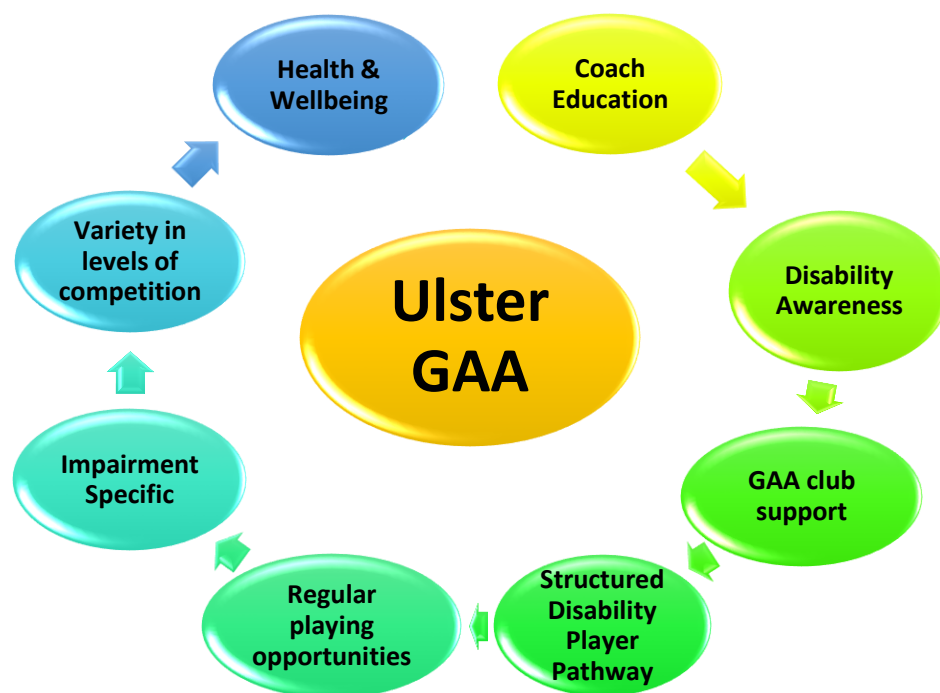 Health &
Wellbeing
Coach
Education
Variety in
levels of
competition
Ulster
GAA
Disability
Awareness
Impairment
Specific
GAA club
support
Regular
playing
opportunities
Structured
Disability
Player
Pathway